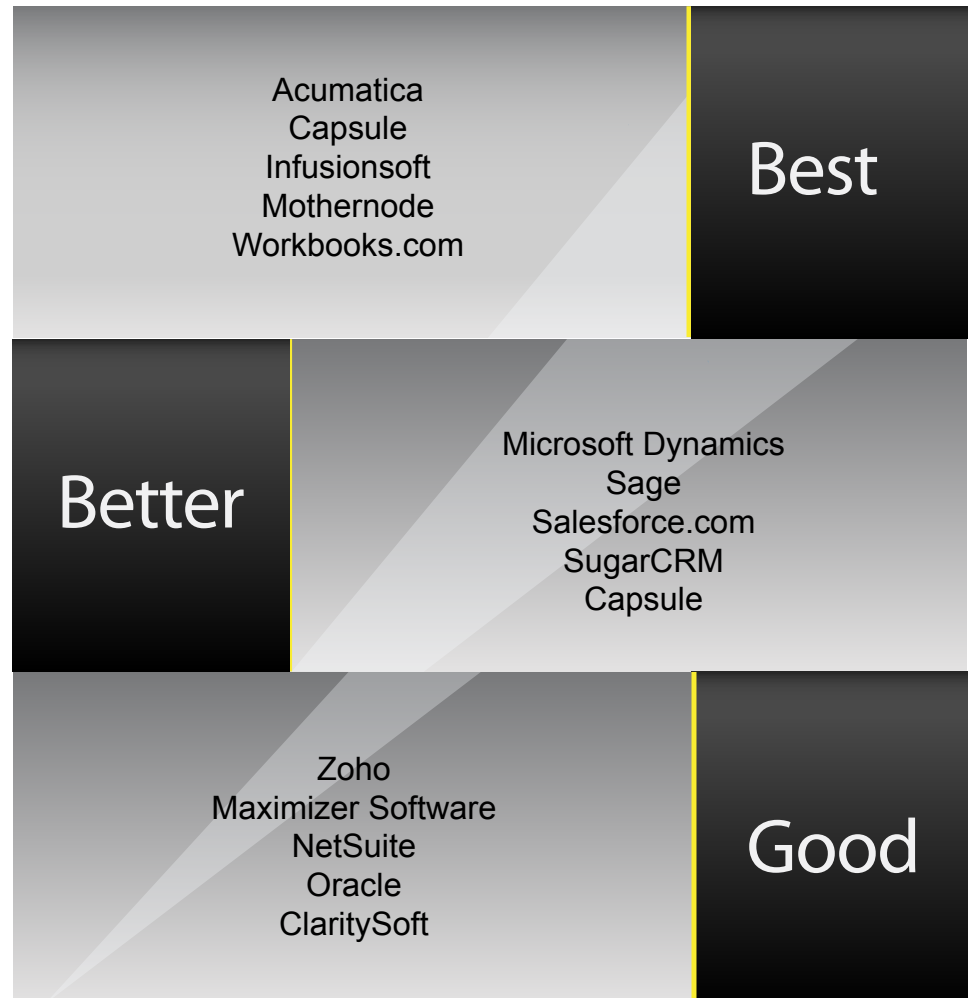 Acumatica
Capsule
Infusionsoft
Mothernode
Workbooks.com
Best
Better
Microsoft Dynamics
Sage
Salesforce.com
SugarCRM
Capsule
Zoho
Maximizer Software
NetSuite
Oracle
ClaritySoft
Good